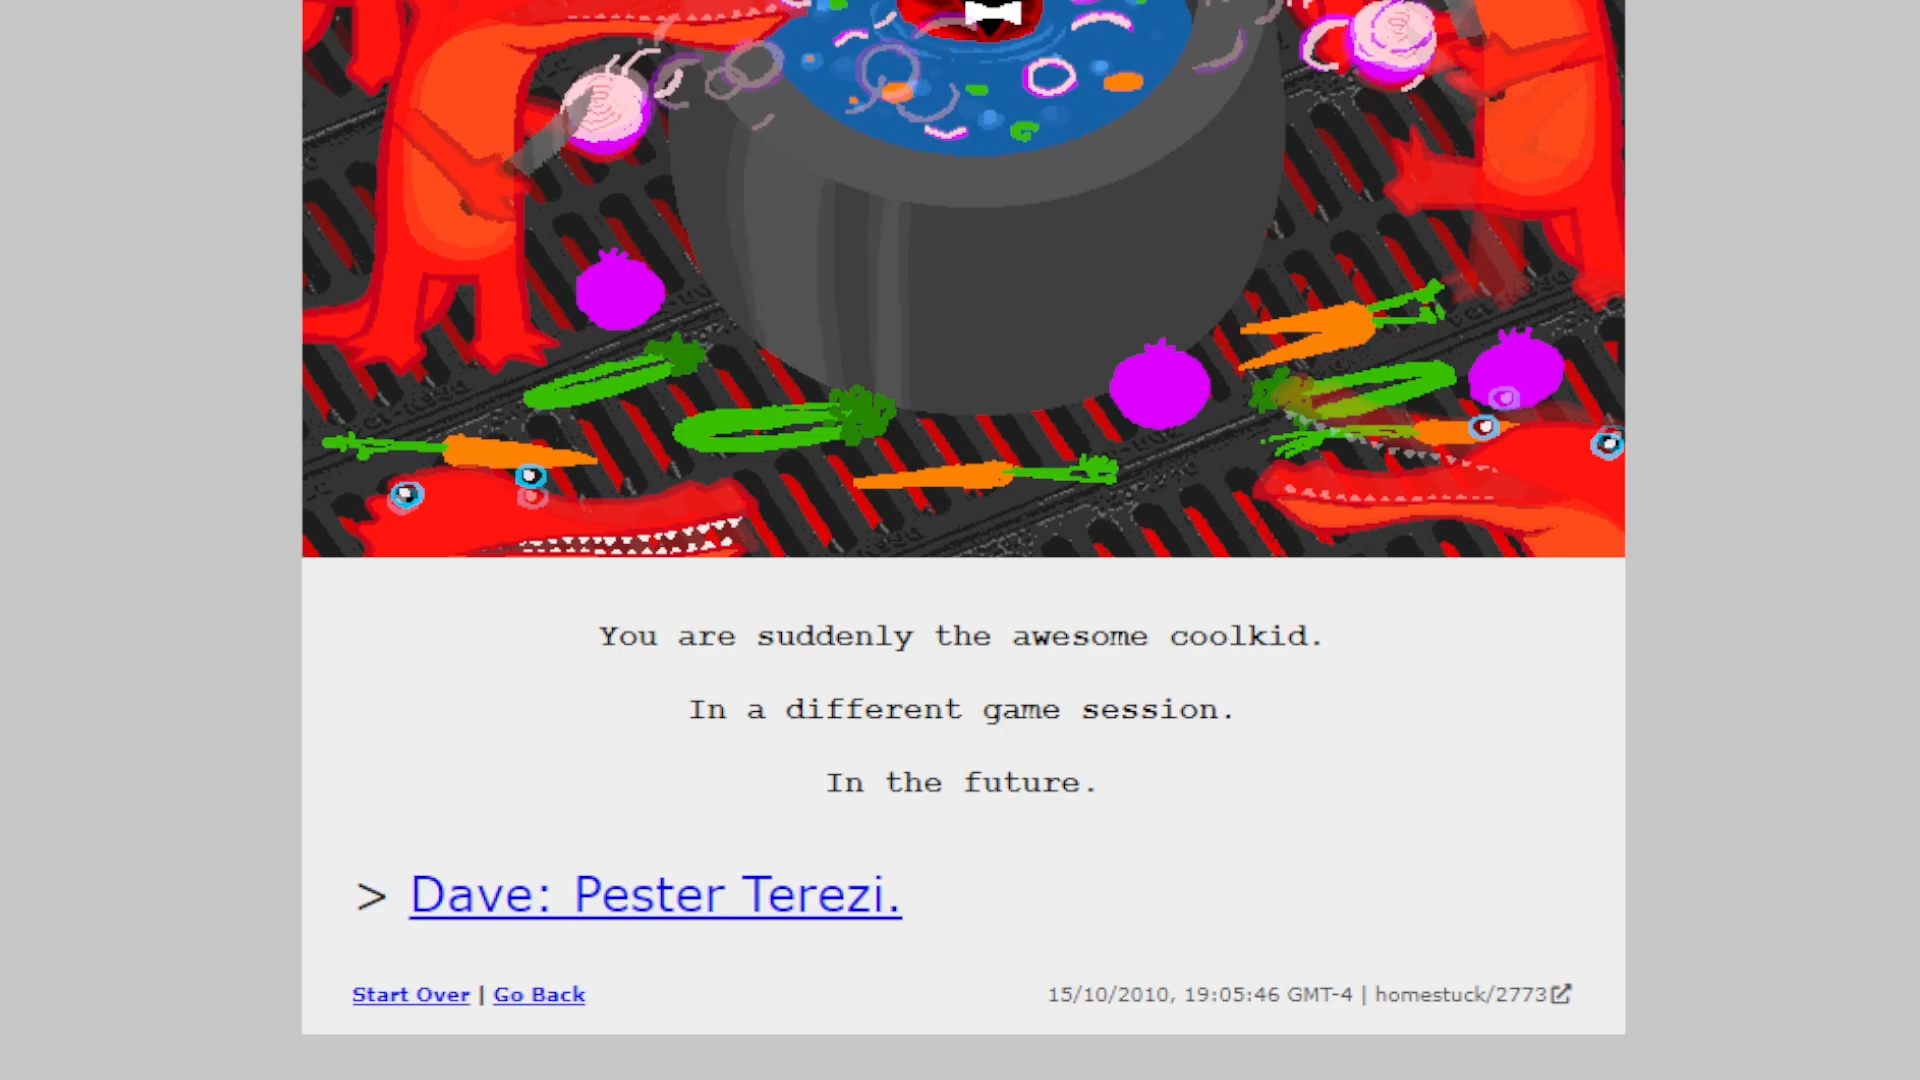 You are suddenly the awesome coolkid.
In a different game session.
In the future.
> Dave: Pester Terezi.
Start Over | Go Back
15/10/2010, 19:05:46 GMT-4 | homestuck/2773